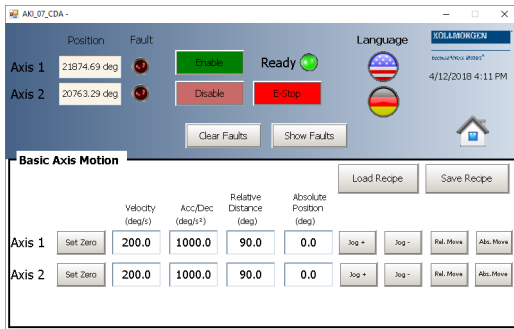 AKI_07_CDA -
Position Fault Language KOLLMORGEN
Axis 1 21874.69 deg Enable Ready
4/12/2018 4:11 PM
Axis 2 20763.29 deg Disable E-Stop
Clear Faults Show Faults
Basic Axis Motion
Load Recipe Save Recipe
Velocity (deg/s) Acc/Dec (deg/s²) Relative Distance (deg) Absolute Position (deg)
Axis 1 Set Zero 200.0 1000.0 90.0 0.0 Jog + Jog - Rel. Move Abs. Move
Axis 2 Set Zero 200.0 1000.0 90.0 0.0 Jog + Jog - Rel. Move Abs. Move